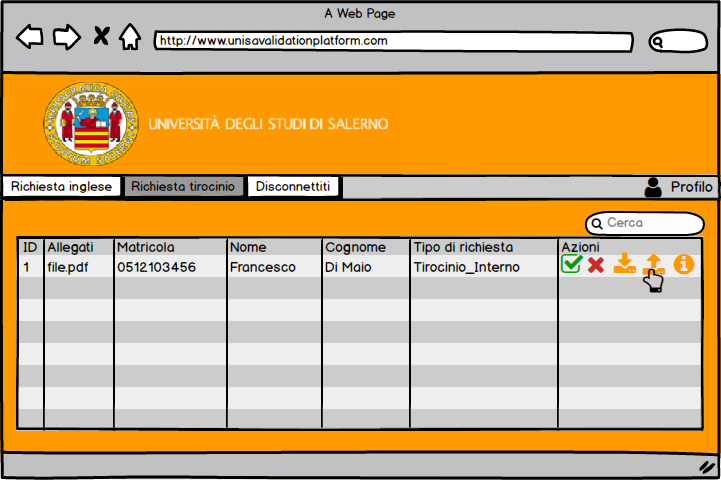 A Web Page
http://www.unisavalidationplatform.com
UNIVERSITÀ DEGLI STUDI DI SALERNO
Richiesta inglese Richiesta tirocinio Disconnettiti Profilo
Cerca
ID Allegati Matricola Nome Cognome Tipo di richiesta Azioni
1 file.pdf 0512103456 Francesco Di Maio Tirocinio_Interno